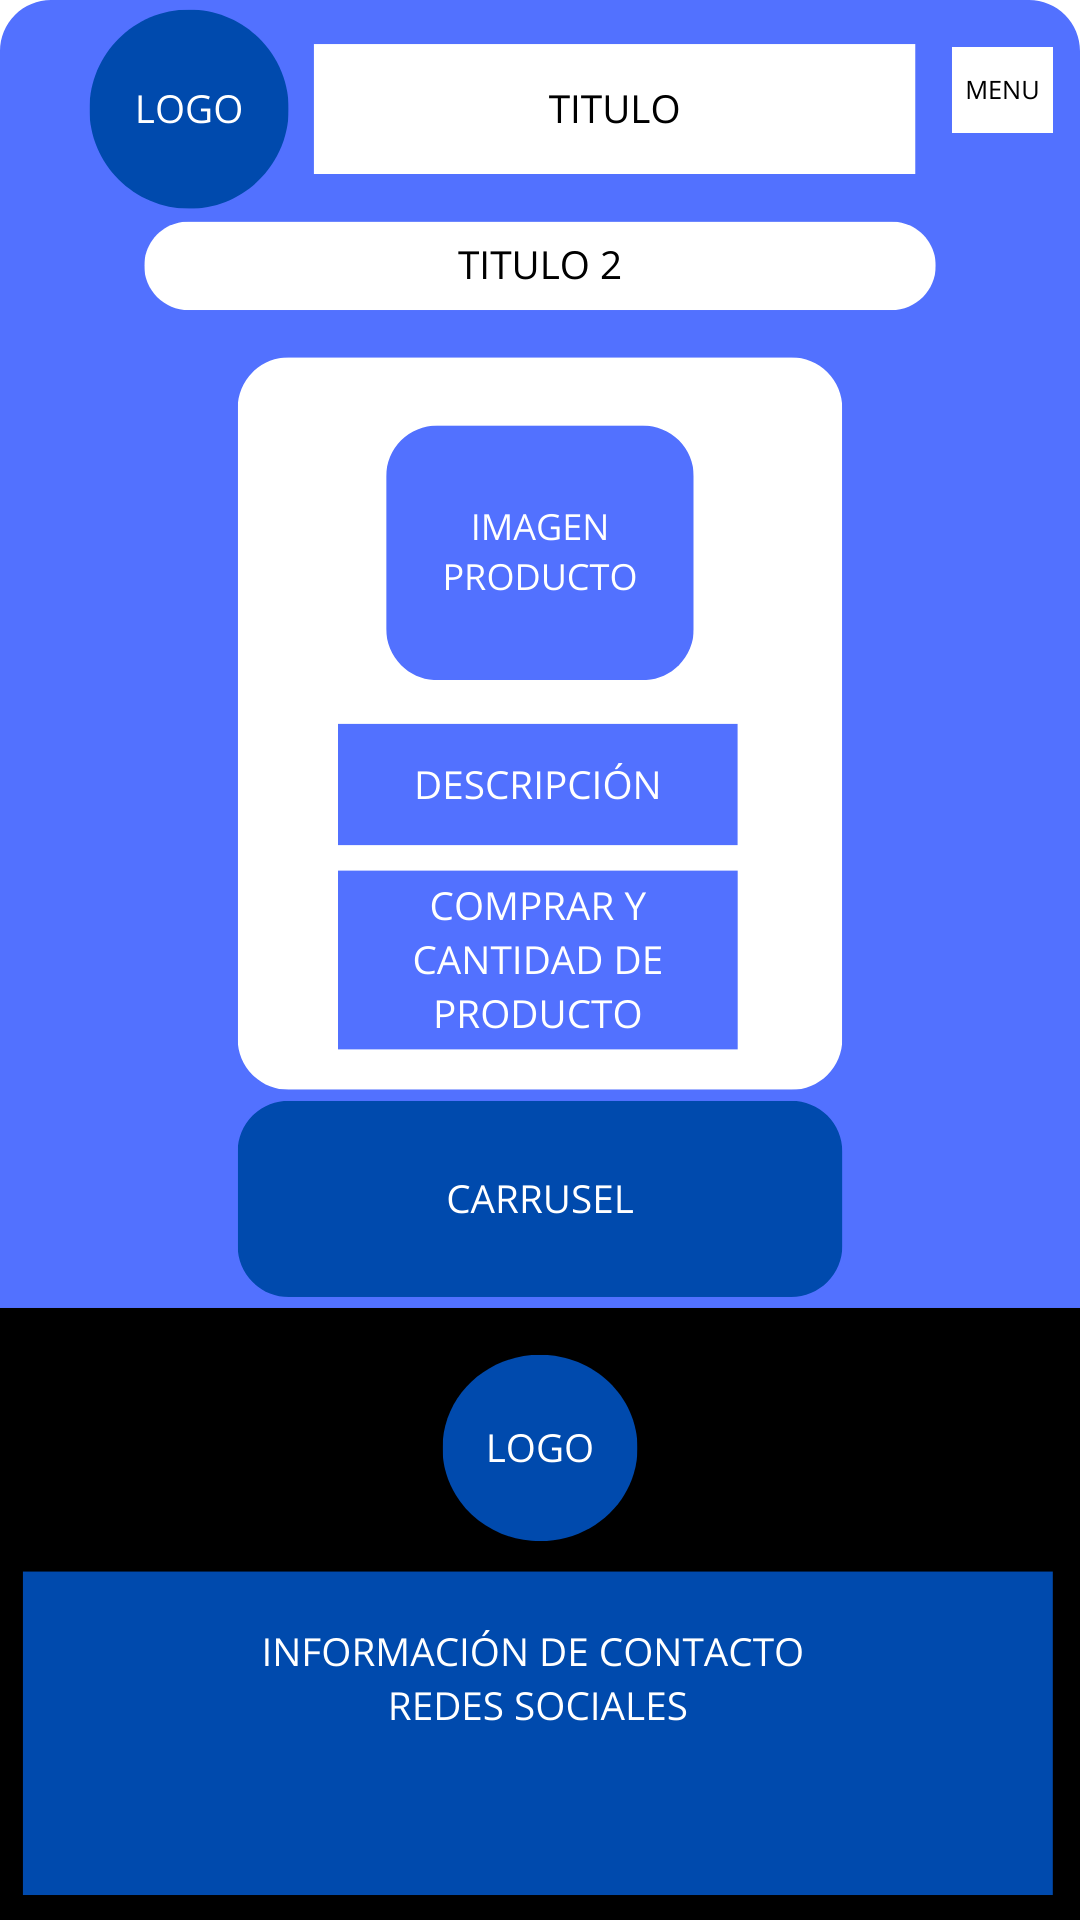 LOGO
TITULO
MENU
TITULO 2
IMAGEN
PRODUCTO
DESCRIPCIÓN
COMPRAR Y
CANTIDAD DE
PRODUCTO
CARRUSEL
LOGO
INFORMACIÓN DE CONTACTO
REDES SOCIALES